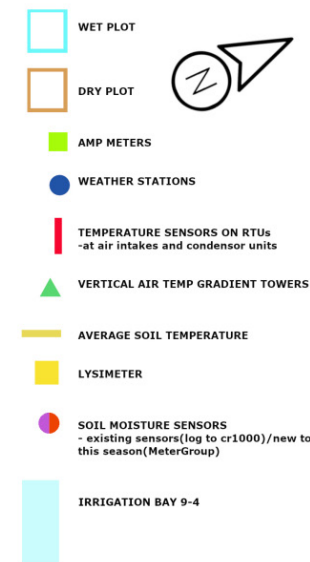 WET PLOT
N
DRY PLOT
AMP METERS
WEATHER STATIONS
TEMPERATURE SENSORS ON RTUs
-at air intakes and condensor units
VERTICAL AIR TEMP GRADIENT TOWERS
AVERAGE SOIL TEMPERATURE
LYSIMETER
SOIL MOISTURE SENSORS
- existing sensors(log to cr1000)/new to
this season(MeterGroup)
IRRIGATION BAY 9-4